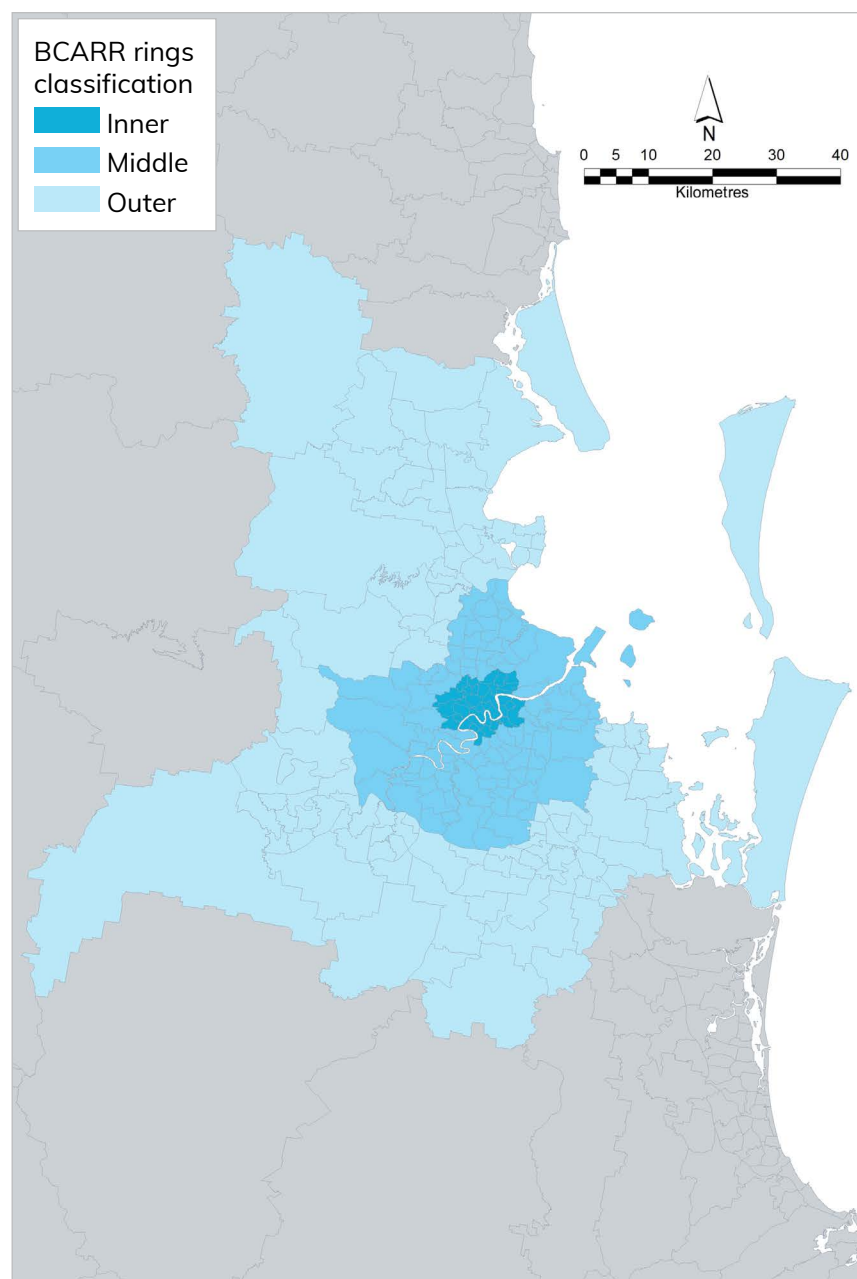 BCARR rings
classification
Inner
Middle
Outer
N
0 5 10 20 30 40
Kilometres